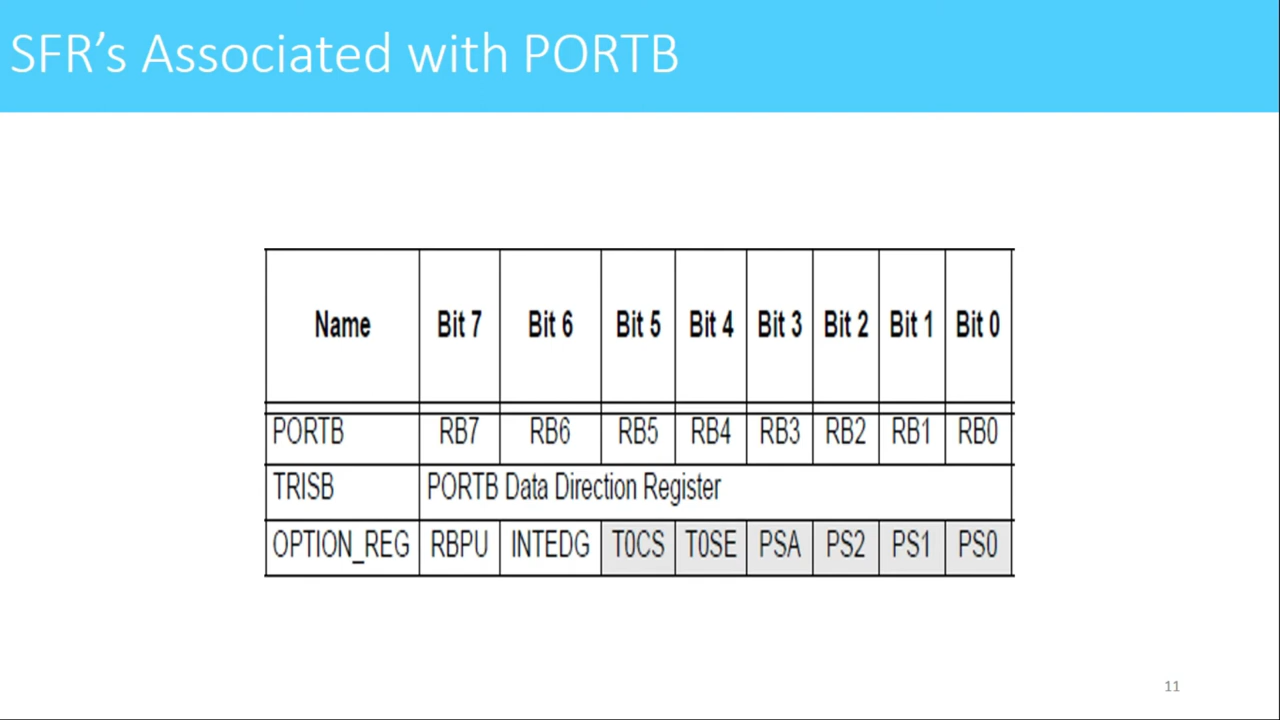 SFR’s Associated with PORTB
Name Bit 7 Bit 6 Bit 5 Bit 4 Bit 3 Bit 2 Bit 1 Bit 0
PORTB RB7 RB6 RB5 RB4 RB3 RB2 RB1 RB0
TRISB PORTB Data Direction Register
OPTION_REG RBPU INTEDG T0CS T0SE PSA PS2 PS1 PS0
11